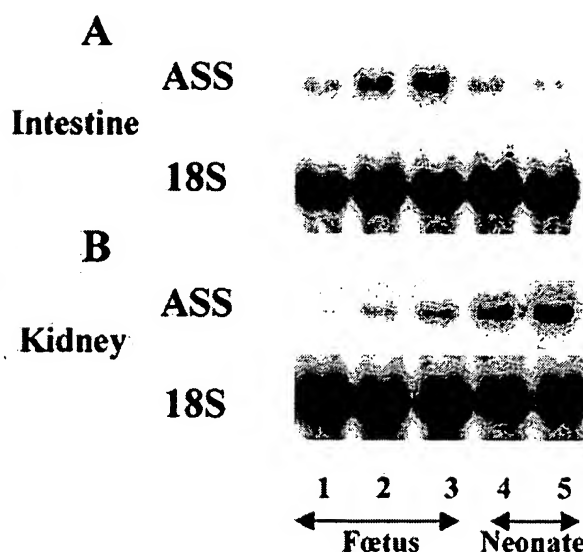 A
ASS
Intestine
18S
B
ASS
Kidney
18S
1 2 3 4 5
Fœtus Neonate